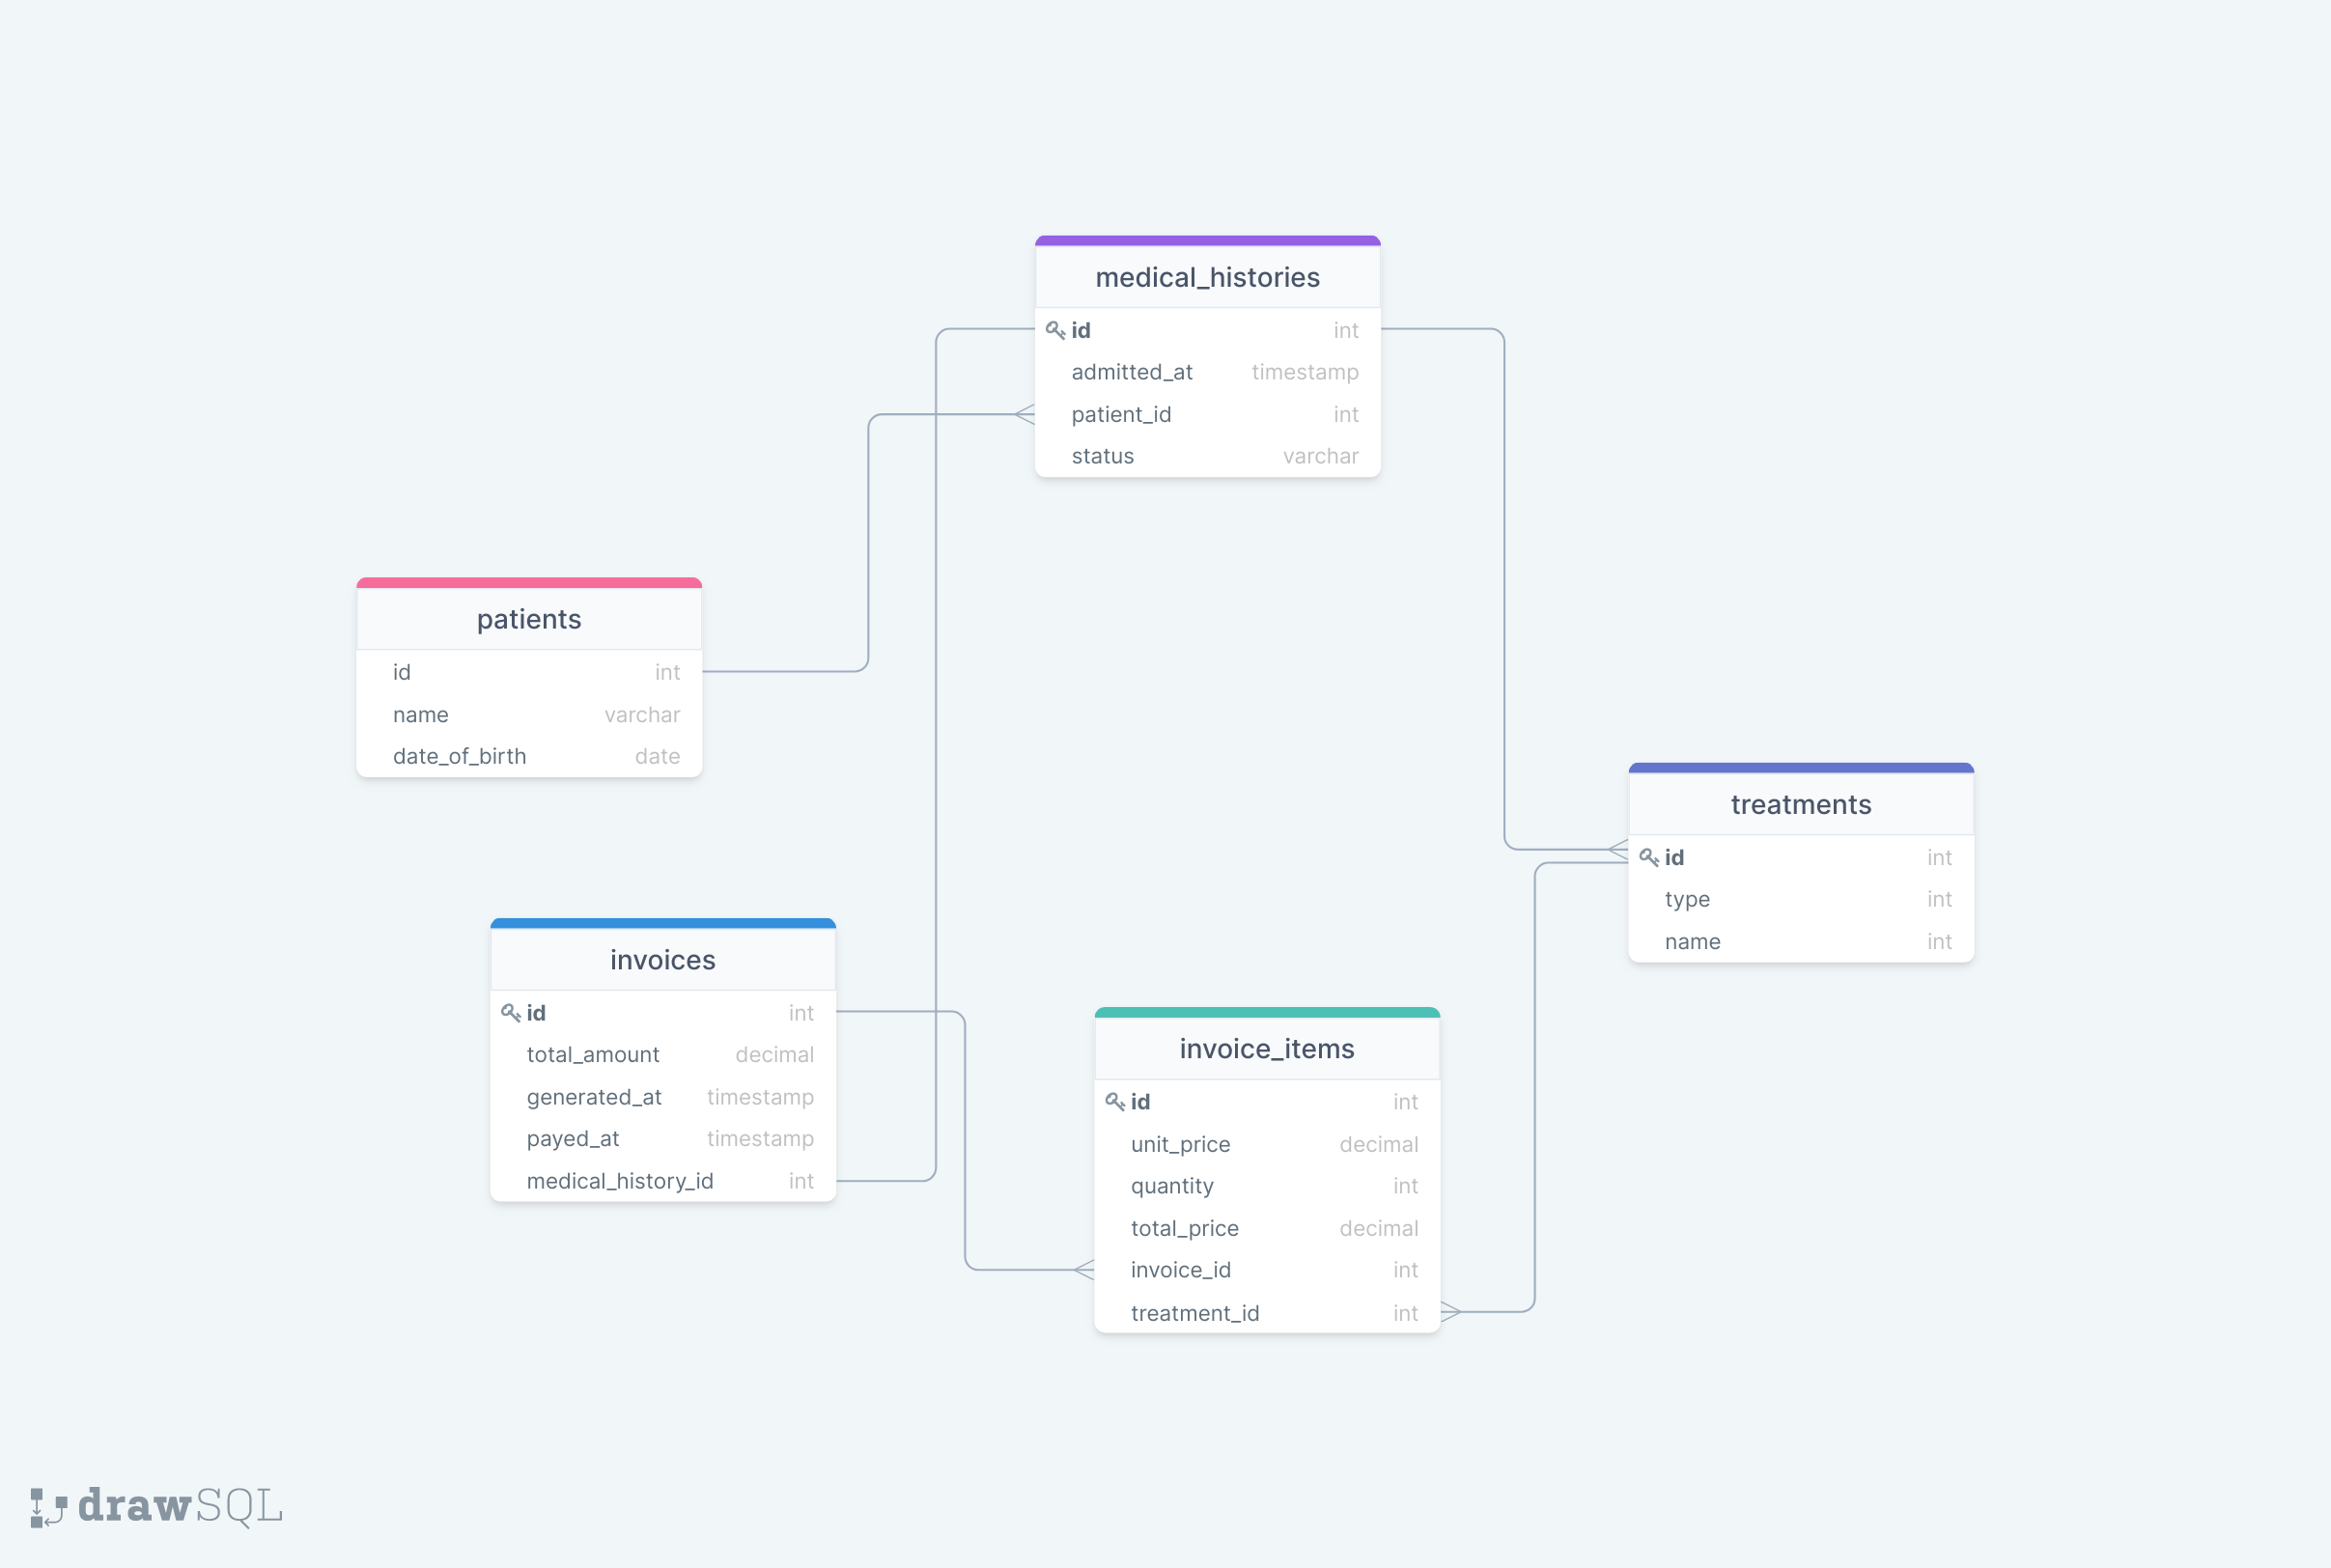 medical_histories
id int
admitted_at timestamp
patient_id int
status varchar
patients
id int
name varchar
date_of_birth date
treatments
id int
type int
name int
invoices
id int
total_amount decimal
generated_at timestamp
payed_at timestamp
medical_history_id int
invoice_items
id int
unit_price decimal
quantity int
total_price decimal
invoice_id int
treatment_id int
drawSQL